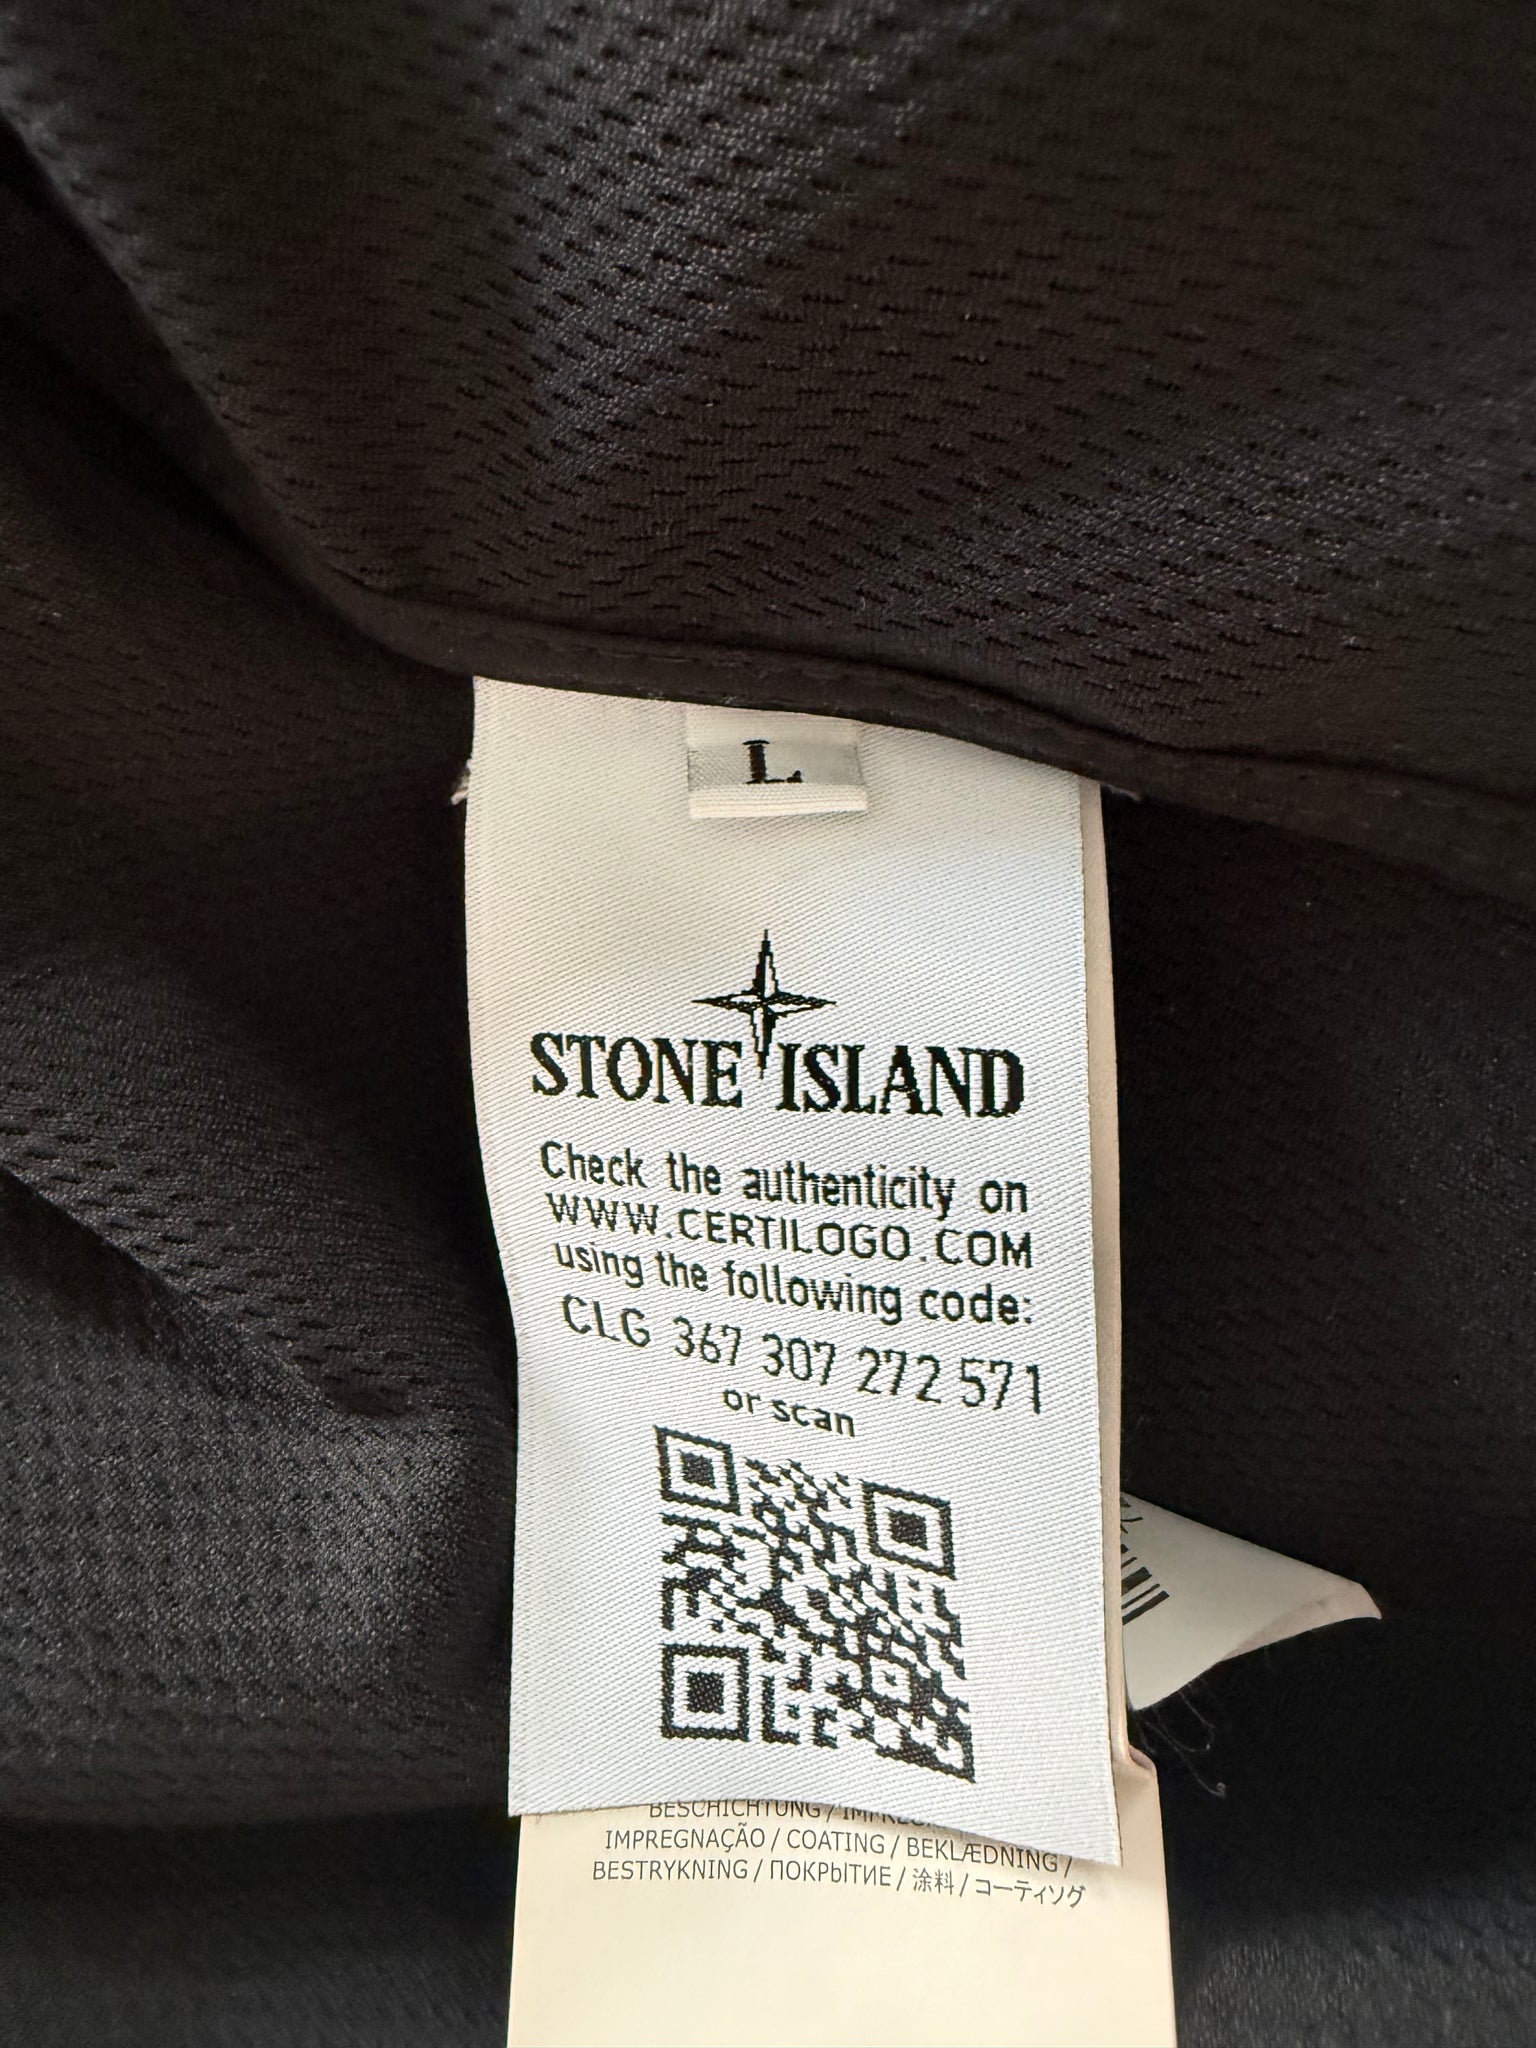 L
STONE ISLAND
Check the authenticity on
WWW.CERTILOGO.COM
using the following code:
CLG 367 307 272 571
or scan
BESCHICHTUNG /
IMPREGNAÇÃO / COATING / BEKLÆDNING /
BESTRYKNING / ПОКРЫТИЕ / 涂料 / コーティング